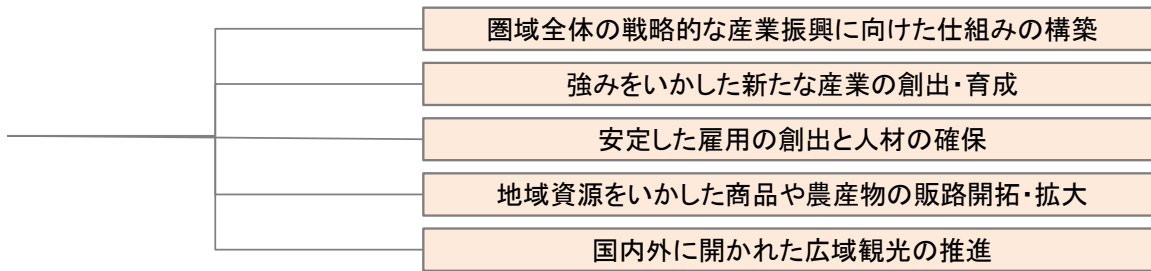 圏域全体の戦略的な産業振興に向けた仕組みの構築
強みをいかした新たな産業の創出・育成
安定した雇用の創出と人材の確保
地域資源をいかした商品や農産物の販路開拓・拡大
国内外に開かれた広域観光の推進